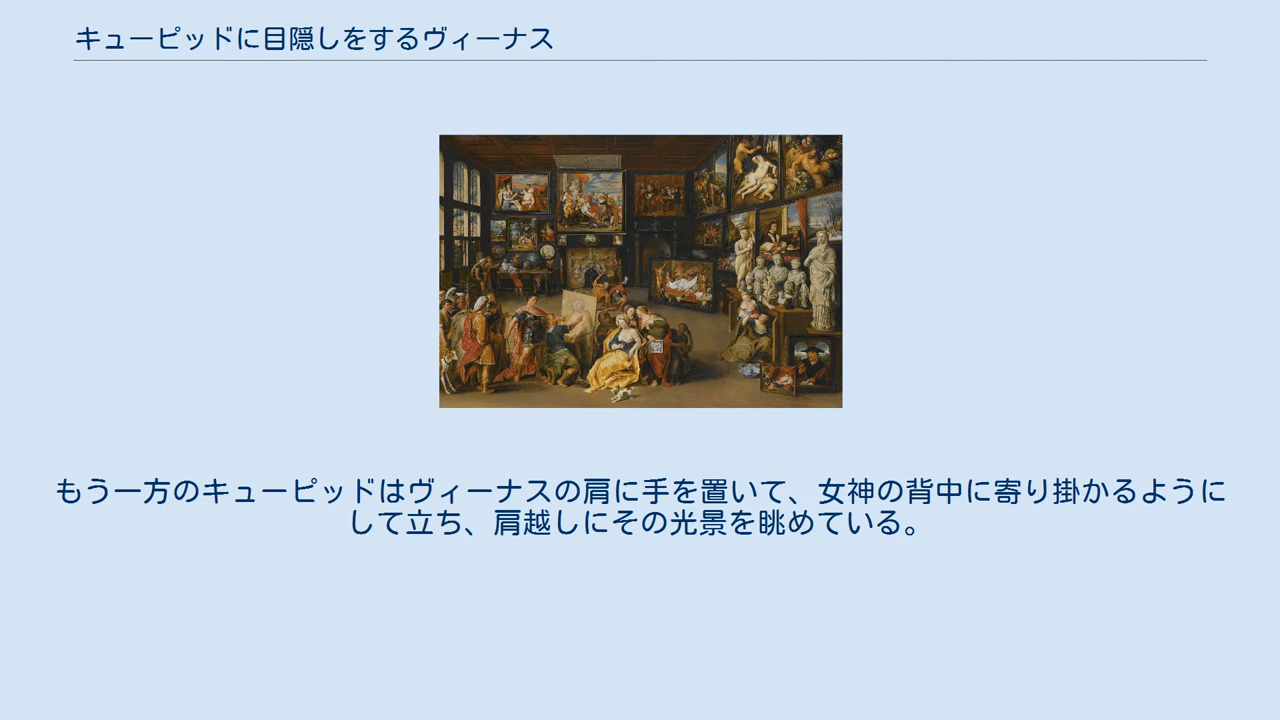 キューピッドに目隠しをするヴィーナス
もう一方のキューピッドはヴィーナスの肩に手を置いて、女神の背中に寄り掛かるように
して立ち、肩越しにその光景を眺めている。